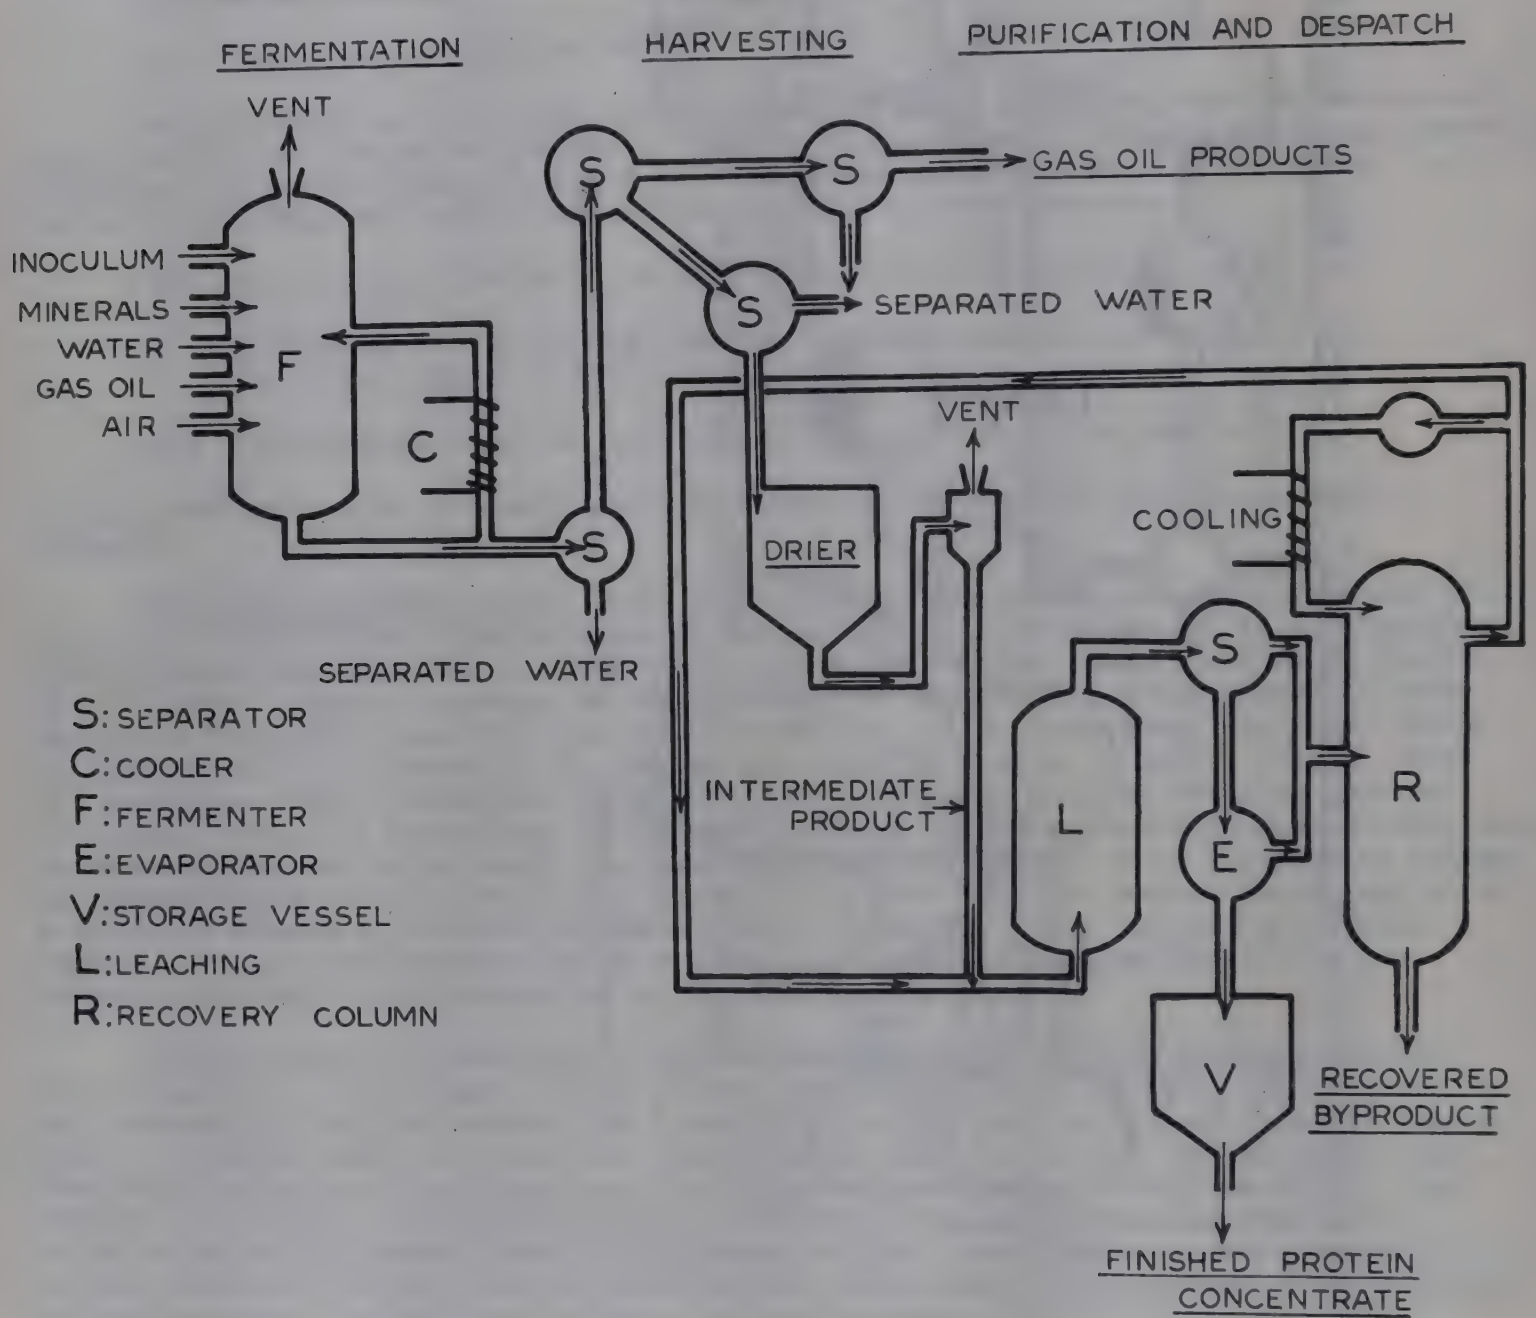 FERMENTATION
HARVESTING
PURIFICATION AND DESPATCH
VENT
S
S
GAS OIL PRODUCTS
INOCULUM
MINERALS
WATER
GAS OIL
AIR
F
S
SEPARATED WATER
C
VENT
S
DRIER
COOLING
SEPARATED WATER
S
INTERMEDIATE
PRODUCT
L
E
R
S: SEPARATOR
C: COOLER
F: FERMENTER
E: EVAPORATOR
V: STORAGE VESSEL
L: LEACHING
R: RECOVERY COLUMN
V
RECOVERED
BYPRODUCT
FINISHED PROTEIN
CONCENTRATE